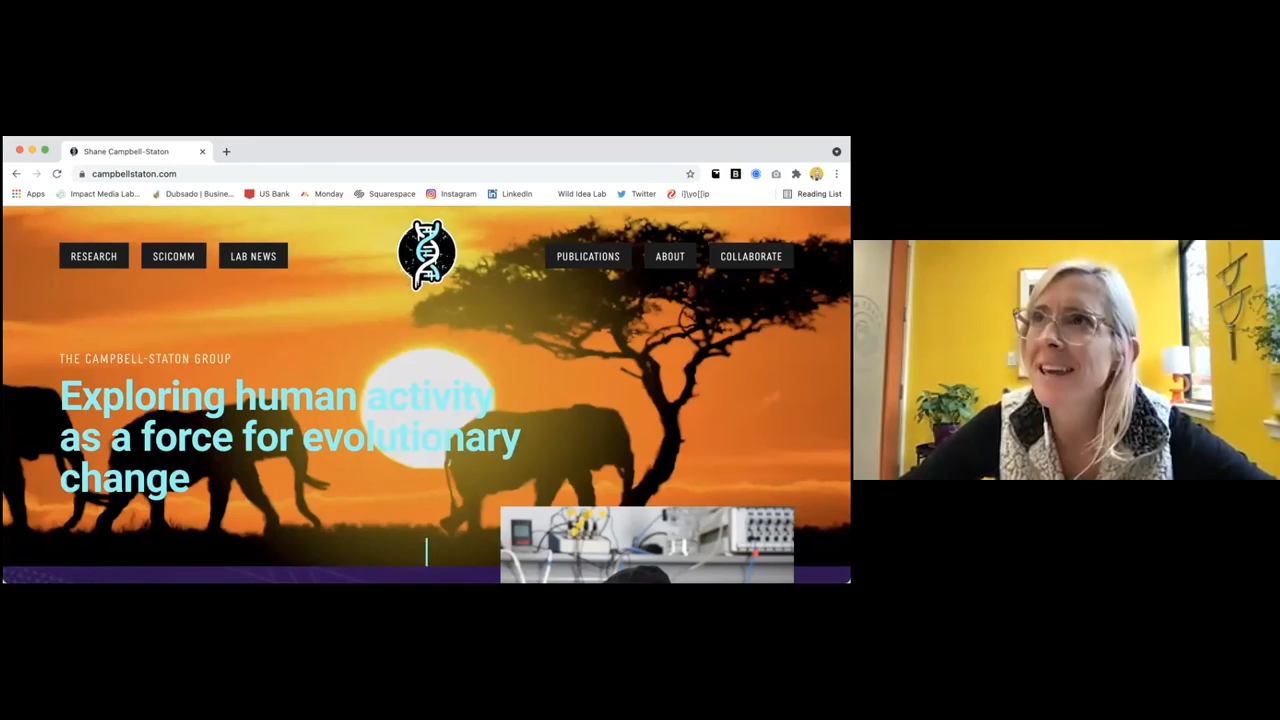 Shane Campbell-Staton
campbellstaton.com
Apps Impact Media Lab... Dubsado | Busine... US Bank Monday Squarespace Instagram LinkedIn Wild Idea Lab Twitter i]\yo[[ip Reading List
RESEARCH SCICOMM LAB NEWS PUBLICATIONS ABOUT COLLABORATE
THE CAMPBELL-STATON GROUP
Exploring human activity
as a force for evolutionary
change